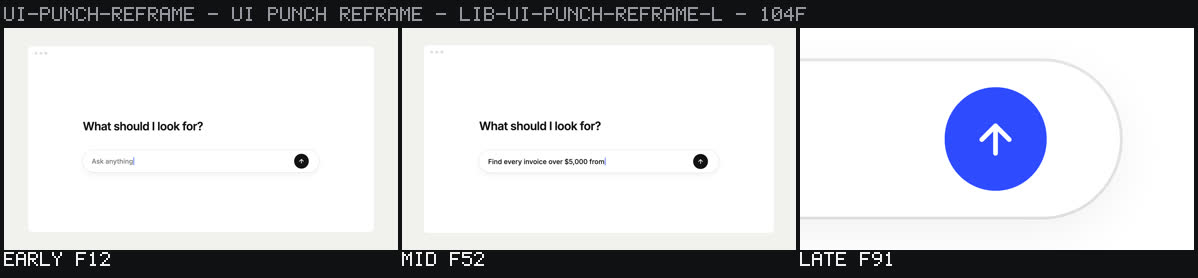 UI-PUNCH-REFRAME – UI PUNCH REFRAME – LIB-UI-PUNCH-REFRAME-L – 104F
What should I look for?
Ask anything
EARLY F12
What should I look for?
Find every invoice over $5,000 from
MID F52
LATE F91